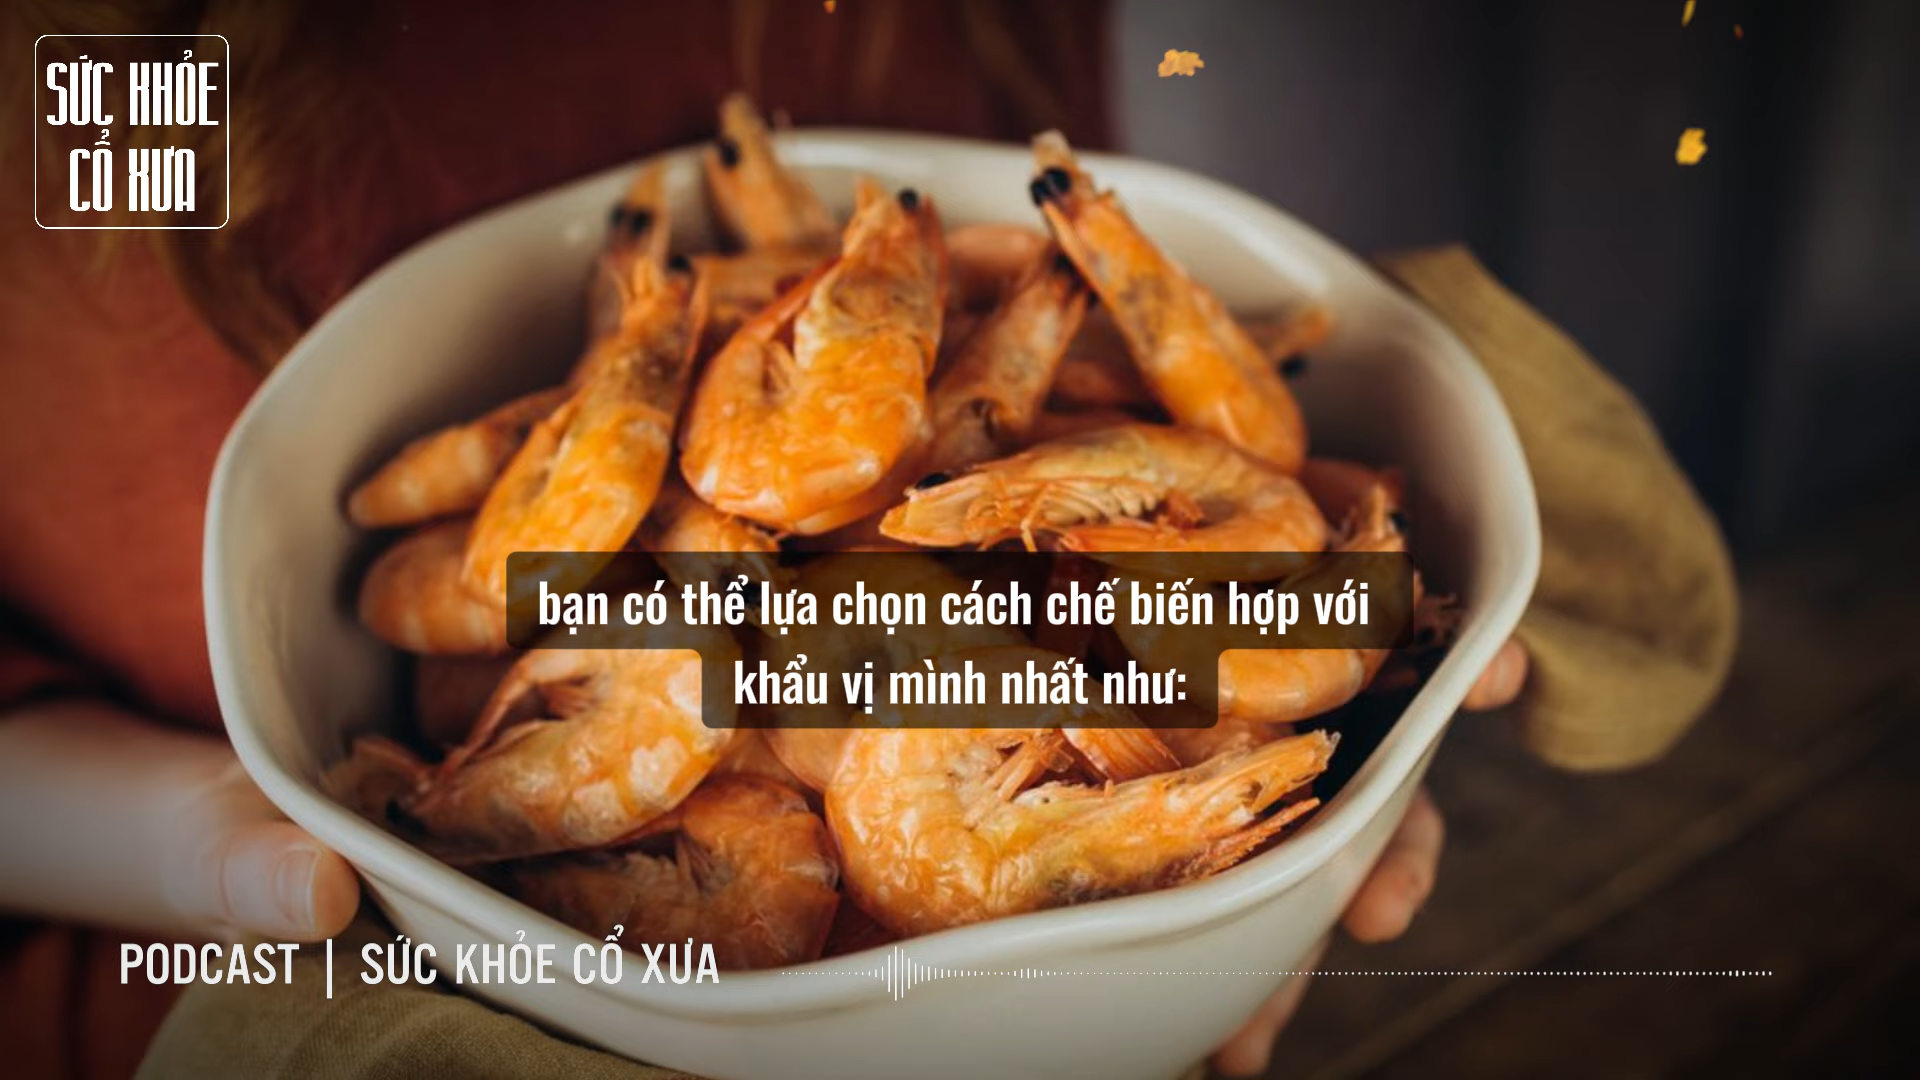 SỨC KHỎE
CỔ XƯA
bạn có thể lựa chọn cách chế biến hợp với
khẩu vị mình nhất như:
PODCAST | SỨC KHỎE CỔ XƯA